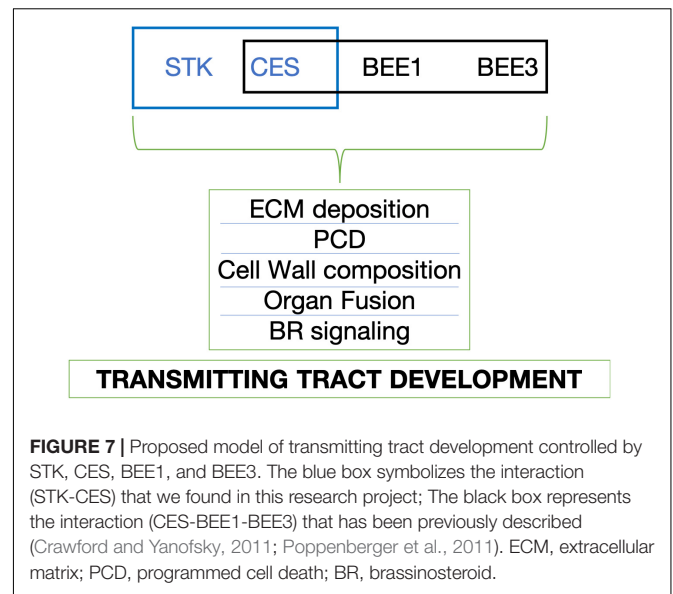 STK CES BEE1 BEE3
ECM deposition
PCD
Cell Wall composition
Organ Fusion
BR signaling
TRANSMITTING TRACT DEVELOPMENT
FIGURE 7 | Proposed model of transmitting tract development controlled by
STK, CES, BEE1, and BEE3. The blue box symbolizes the interaction
(STK-CES) that we found in this research project; The black box represents
the interaction (CES-BEE1-BEE3) that has been previously described
(Crawford and Yanofsky, 2011; Poppenberger et al., 2011). ECM, extracellular
matrix; PCD, programmed cell death; BR, brassinosteroid.